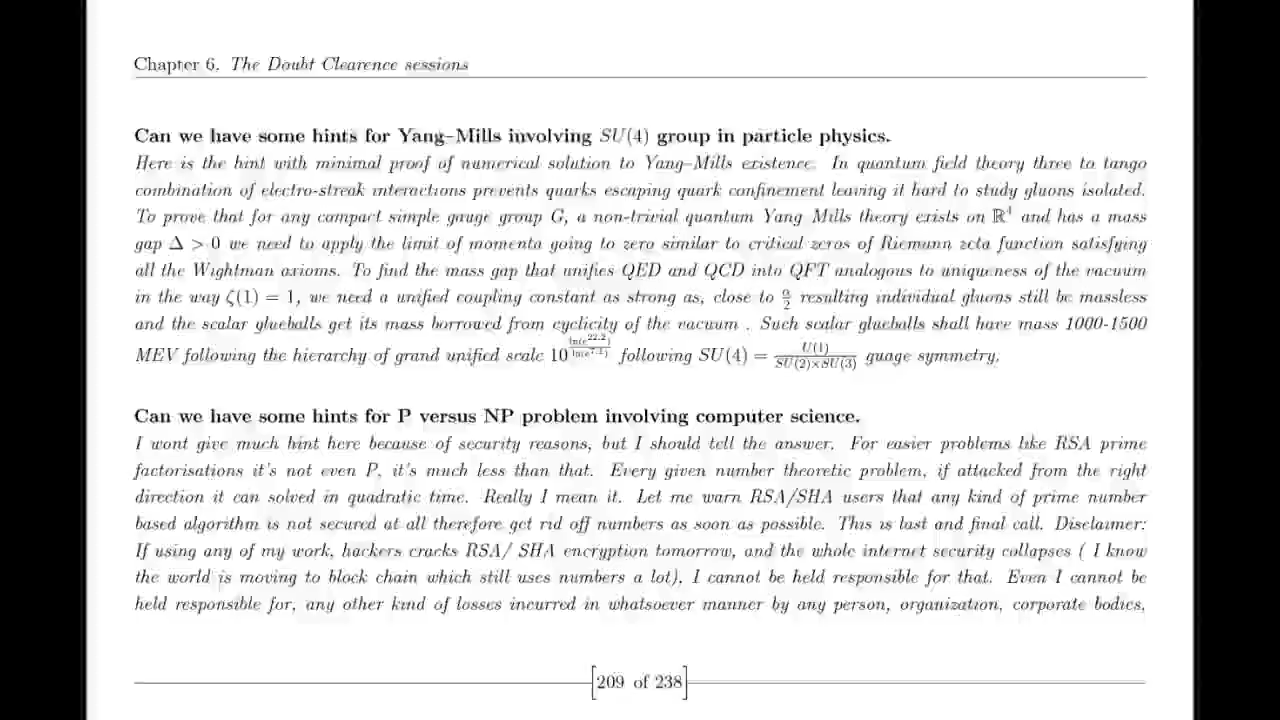 Chapter 6. The Doubt Clearence sessions
Can we have some hints for Yang–Mills involving SU(4) group in particle physics.
Here is the hint with minimal proof of numerical solution to Yang–Mills existence. In quantum field theory three to tango
combination of electro-streak interactions prevents quarks escaping quark confinement leaving it hard to study gluons isolated.
To prove that for any compact simple gauge group G, a non-trivial quantum Yang Mills theory exists on ℝ⁴ and has a mass
gap Δ > 0 we need to apply the limit of momenta going to zero similar to critical zeros of Riemann zeta function satisfying
all the Wightman axioms. To find the mass gap that unifies QED and QCD into QFT analogous to uniqueness of the vacuum
in the way ζ(1) = 1, we need a unified coupling constant as strong as, close to α/2 resulting individual gluons still be massless
and the scalar glueballs get its mass borrowed from cyclicity of the vacuum . Such scalar glueballs shall have mass 1000-1500
MEV following the hierarchy of grand unified scale 10 following SU(4) = U(1)/SU(2)×SU(3) guage symmetry.
Can we have some hints for P versus NP problem involving computer science.
I wont give much hint here because of security reasons, but I should tell the answer. For easier problems like RSA prime
factorisations it's not even P, it's much less than that. Every given number theoretic problem, if attacked from the right
direction it can solved in quadratic time. Really I mean it. Let me warn RSA/SHA users that any kind of prime number
based algorithm is not secured at all therefore get rid off numbers as soon as possible. This is last and final call. Disclaimer:
If using any of my work, hackers cracks RSA/ SHA encryption tomorrow, and the whole internet security collapses ( I know
the world is moving to block chain which still uses numbers a lot), I cannot be held responsible for that. Even I cannot be
held responsible for, any other kind of losses incurred in whatsoever manner by any person, organization, corporate bodies,
209 of 238